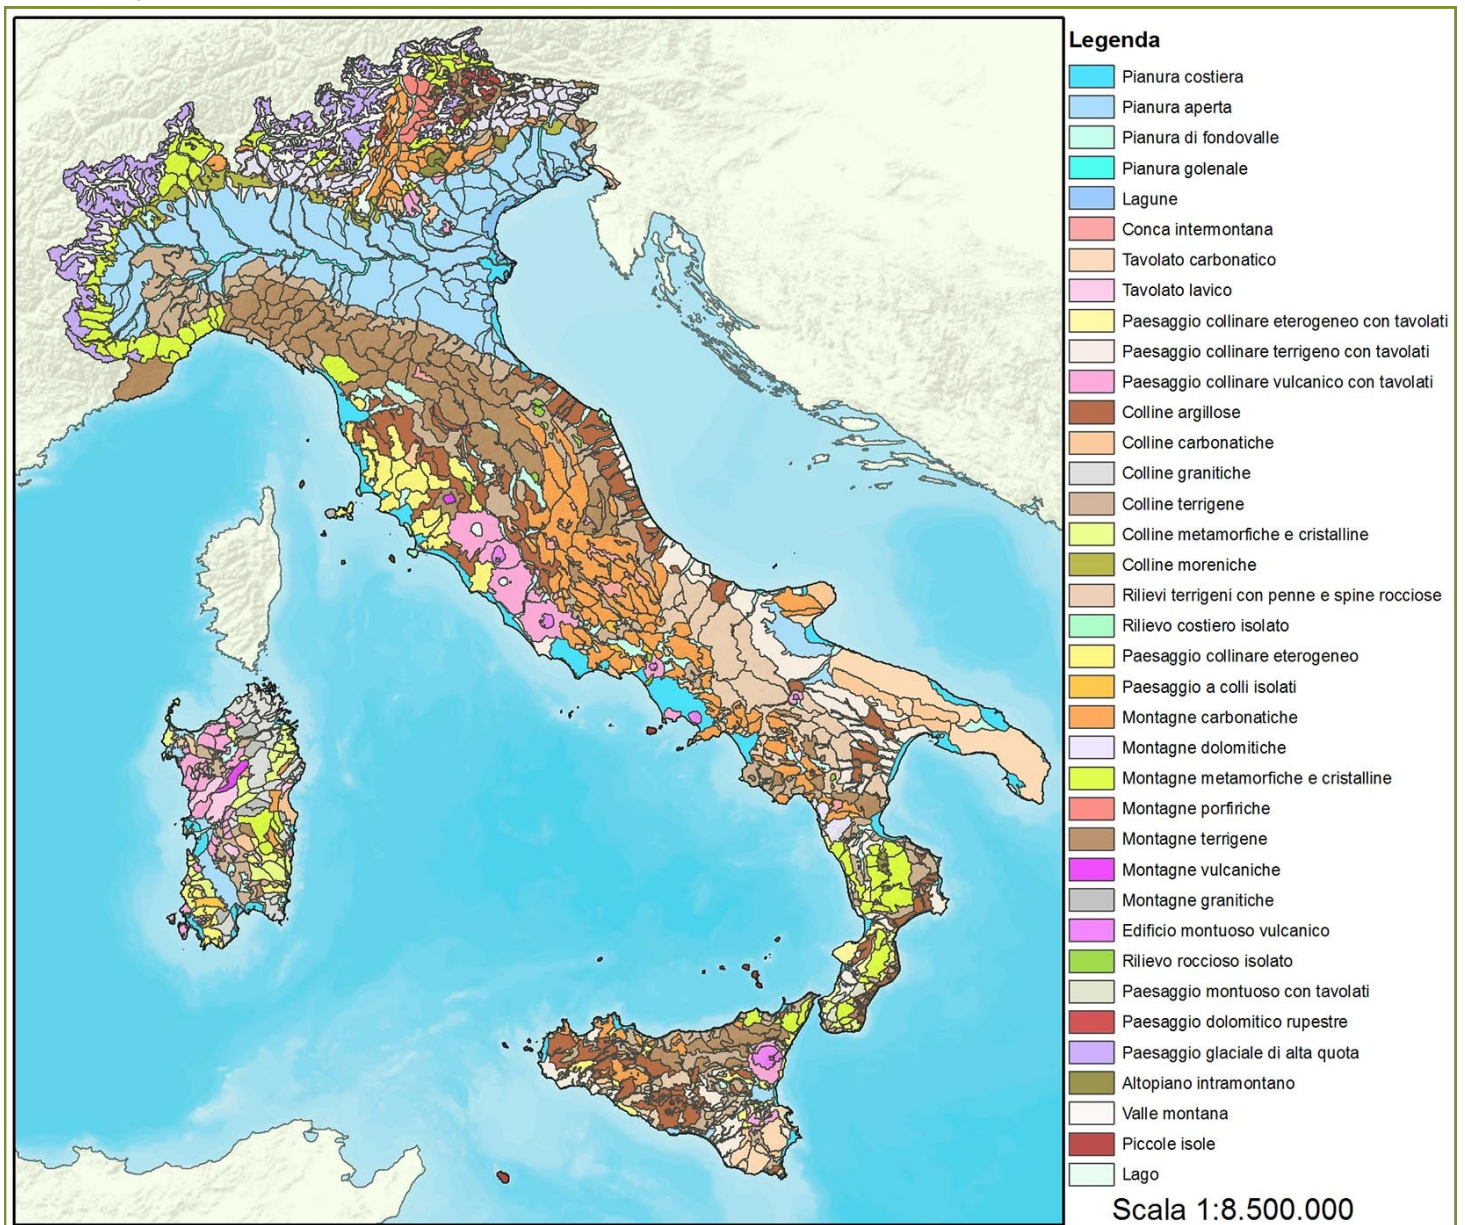 Legenda
Pianura costiera
Pianura aperta
Pianura di fondovalle
Pianura golenale
Lagune
Conca intermontana
Tavolato carbonatico
Tavolato lavico
Paesaggio collinare eterogeneo con tavolati
Paesaggio collinare terrigeno con tavolati
Paesaggio collinare vulcanico con tavolati
Colline argillose
Colline carbonatiche
Colline granitiche
Colline terrigene
Colline metamorfiche e cristalline
Colline moreniche
Rilievi terrigeni con penne e spine rocciose
Rilievo costiero isolato
Paesaggio collinare eterogeneo
Paesaggio a colli isolati
Montagne carbonatiche
Montagne dolomitiche
Montagne metamorfiche e cristalline
Montagne porfiriche
Montagne terrigene
Montagne vulcaniche
Montagne granitiche
Edificio montuoso vulcanico
Rilievo roccioso isolato
Paesaggio montuoso con tavolati
Paesaggio dolomitico rupestre
Paesaggio glaciale di alta quota
Altopiano intramontano
Valle montana
Piccole isole
Lago
Scala 1:8.500.000